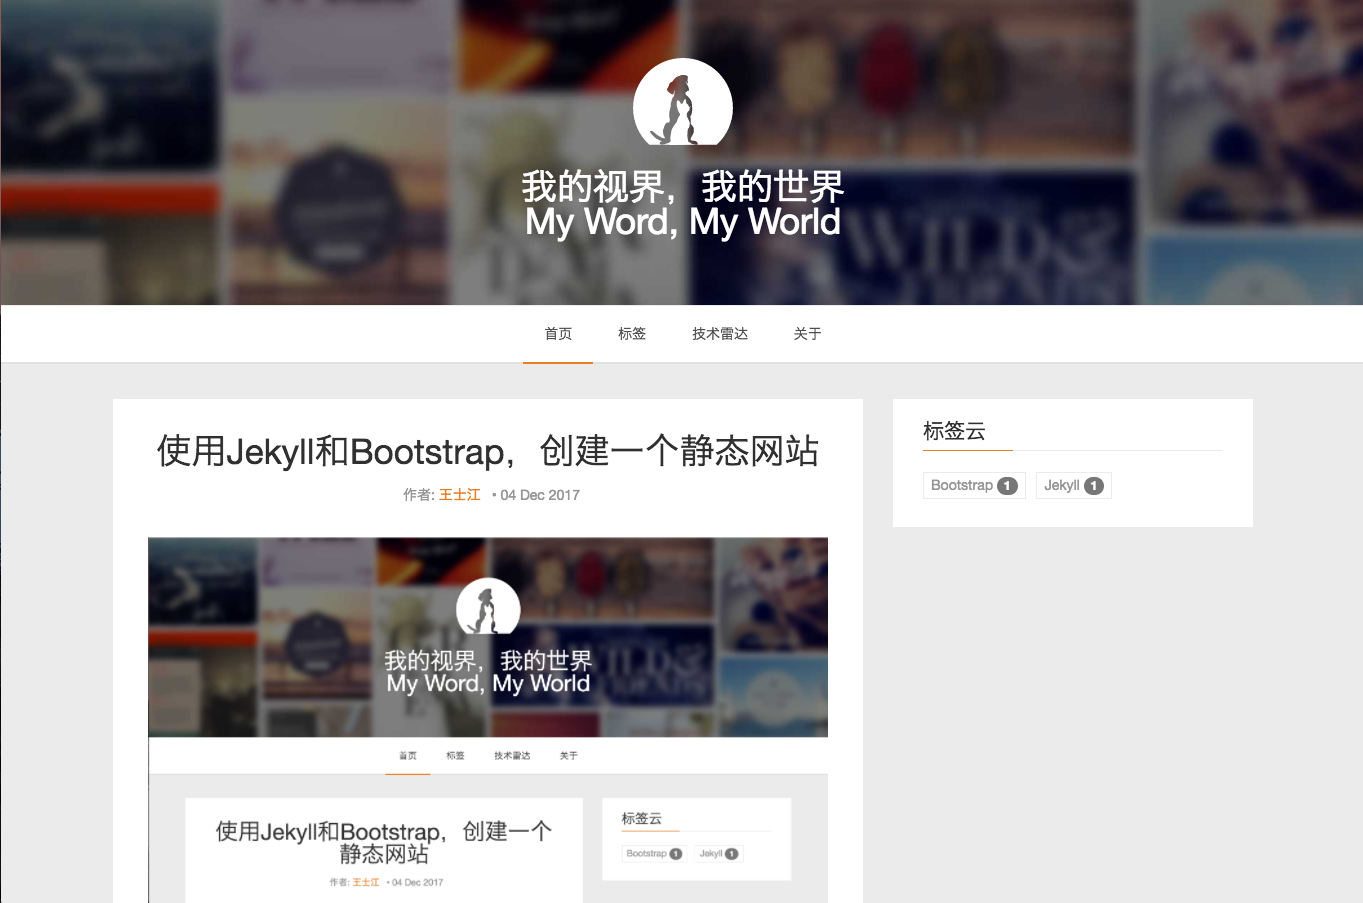 我的视界，我的世界
My Word, My World
首页 标签 技术雷达 关于
使用Jekyll和Bootstrap，创建一个静态网站
作者: 王士江 • 04 Dec 2017
标签云
Bootstrap 1 Jekyll 1
我的视界，我的世界
My Word, My World
首页 标签 技术雷达 关于
使用Jekyll和Bootstrap，创建一个
静态网站
作者: 王士江 • 04 Dec 2017
标签云
Bootstrap 1 Jekyll 1